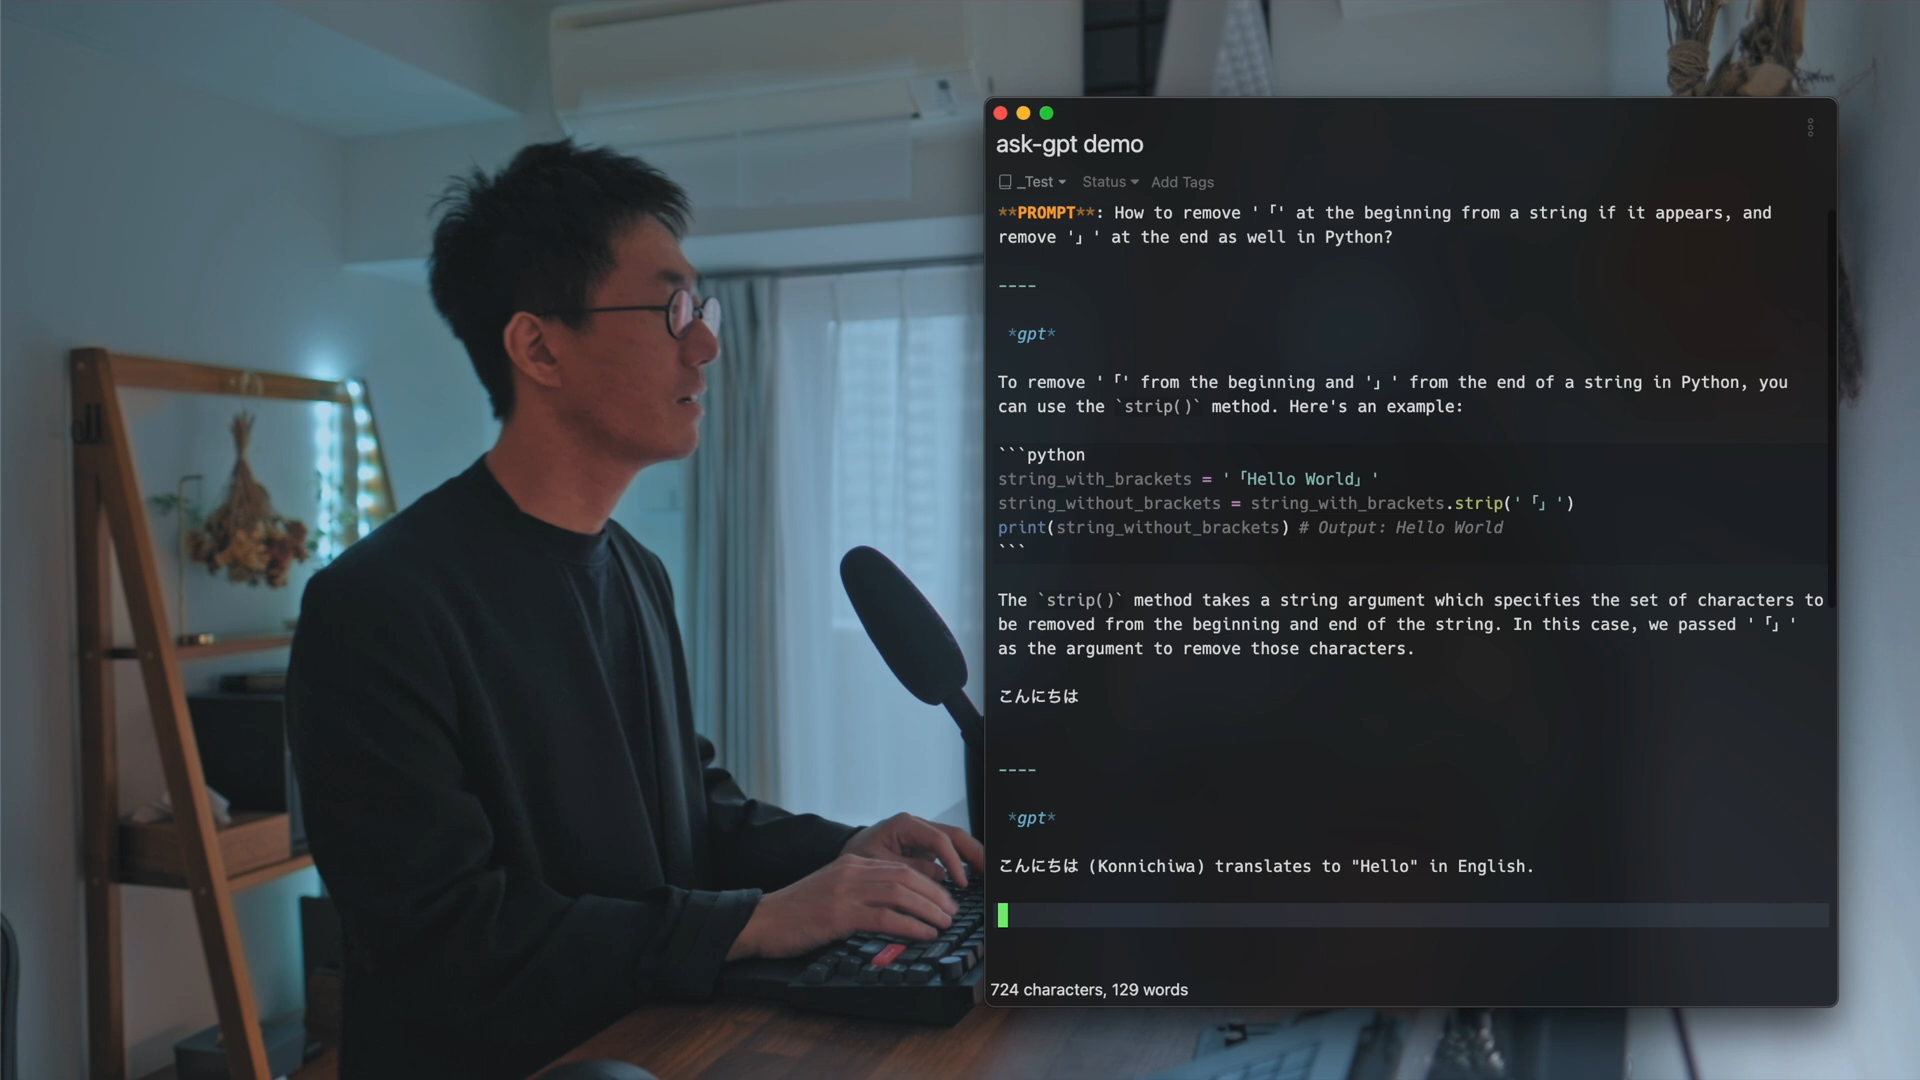 ask-gpt demo
_Test Status Add Tags
**PROMPT**: How to remove '「' at the beginning from a string if it appears, and
remove '」' at the end as well in Python?
----
*gpt*
To remove '「' from the beginning and '」' from the end of a string in Python, you
can use the `strip()` method. Here's an example:
```python
string_with_brackets = '「Hello World」'
string_without_brackets = string_with_brackets.strip('「」')
print(string_without_brackets) # Output: Hello World
```
The `strip()` method takes a string argument which specifies the set of characters to
be removed from the beginning and end of the string. In this case, we passed '「」'
as the argument to remove those characters.
こんにちは
----
*gpt*
こんにちは (Konnichiwa) translates to "Hello" in English.
724 characters, 129 words